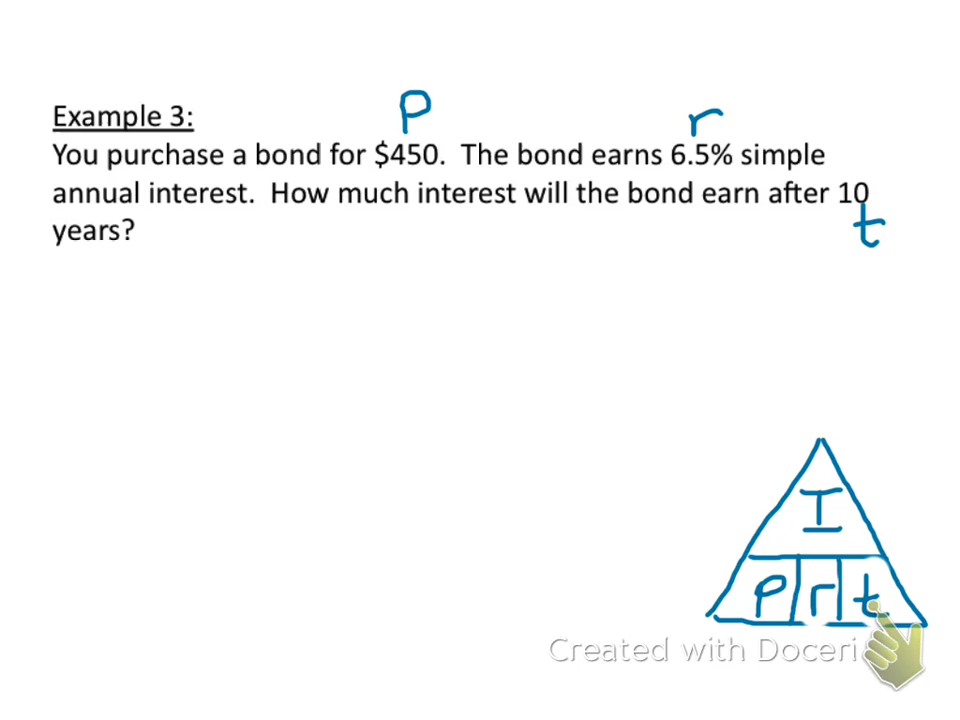 P
r
Example 3:
You purchase a bond for $450. The bond earns 6.5% simple
annual interest. How much interest will the bond earn after 10
years?
t
I
p r t
Created with Doceri